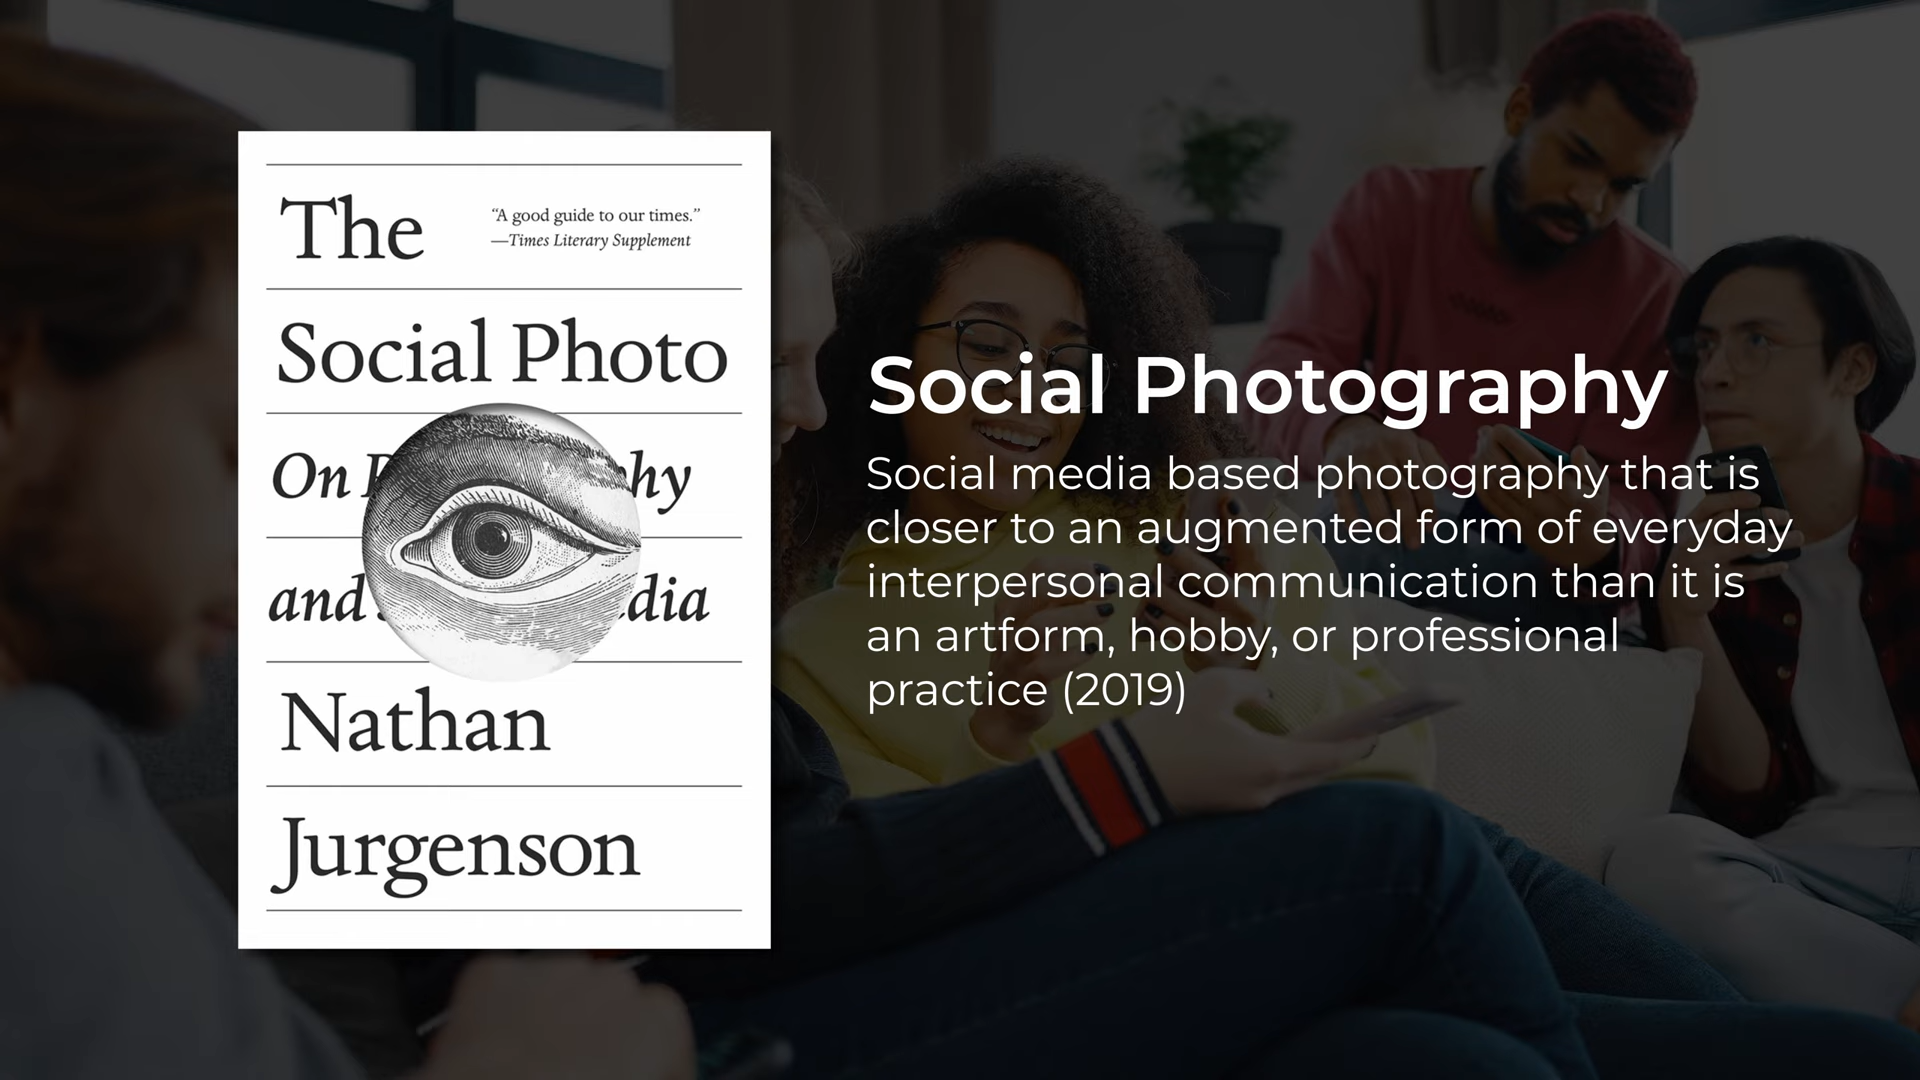 The
“A good guide to our times.”
—Times Literary Supplement
Social Photo
On P hy
and dia
Nathan
Jurgenson
Social Photography
Social media based photography that is
closer to an augmented form of everyday
interpersonal communication than it is
an artform, hobby, or professional
practice (2019)